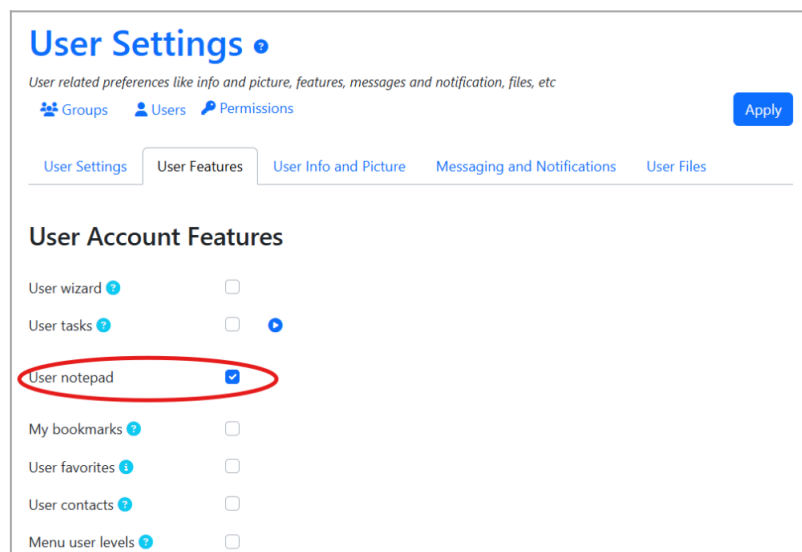 User Settings
User related preferences like info and picture, features, messages and notification, files, etc
Groups Users Permissions
Apply
User Settings User Features User Info and Picture Messaging and Notifications User Files
User Account Features
User wizard
User tasks
User notepad
My bookmarks
User favorites
User contacts
Menu user levels